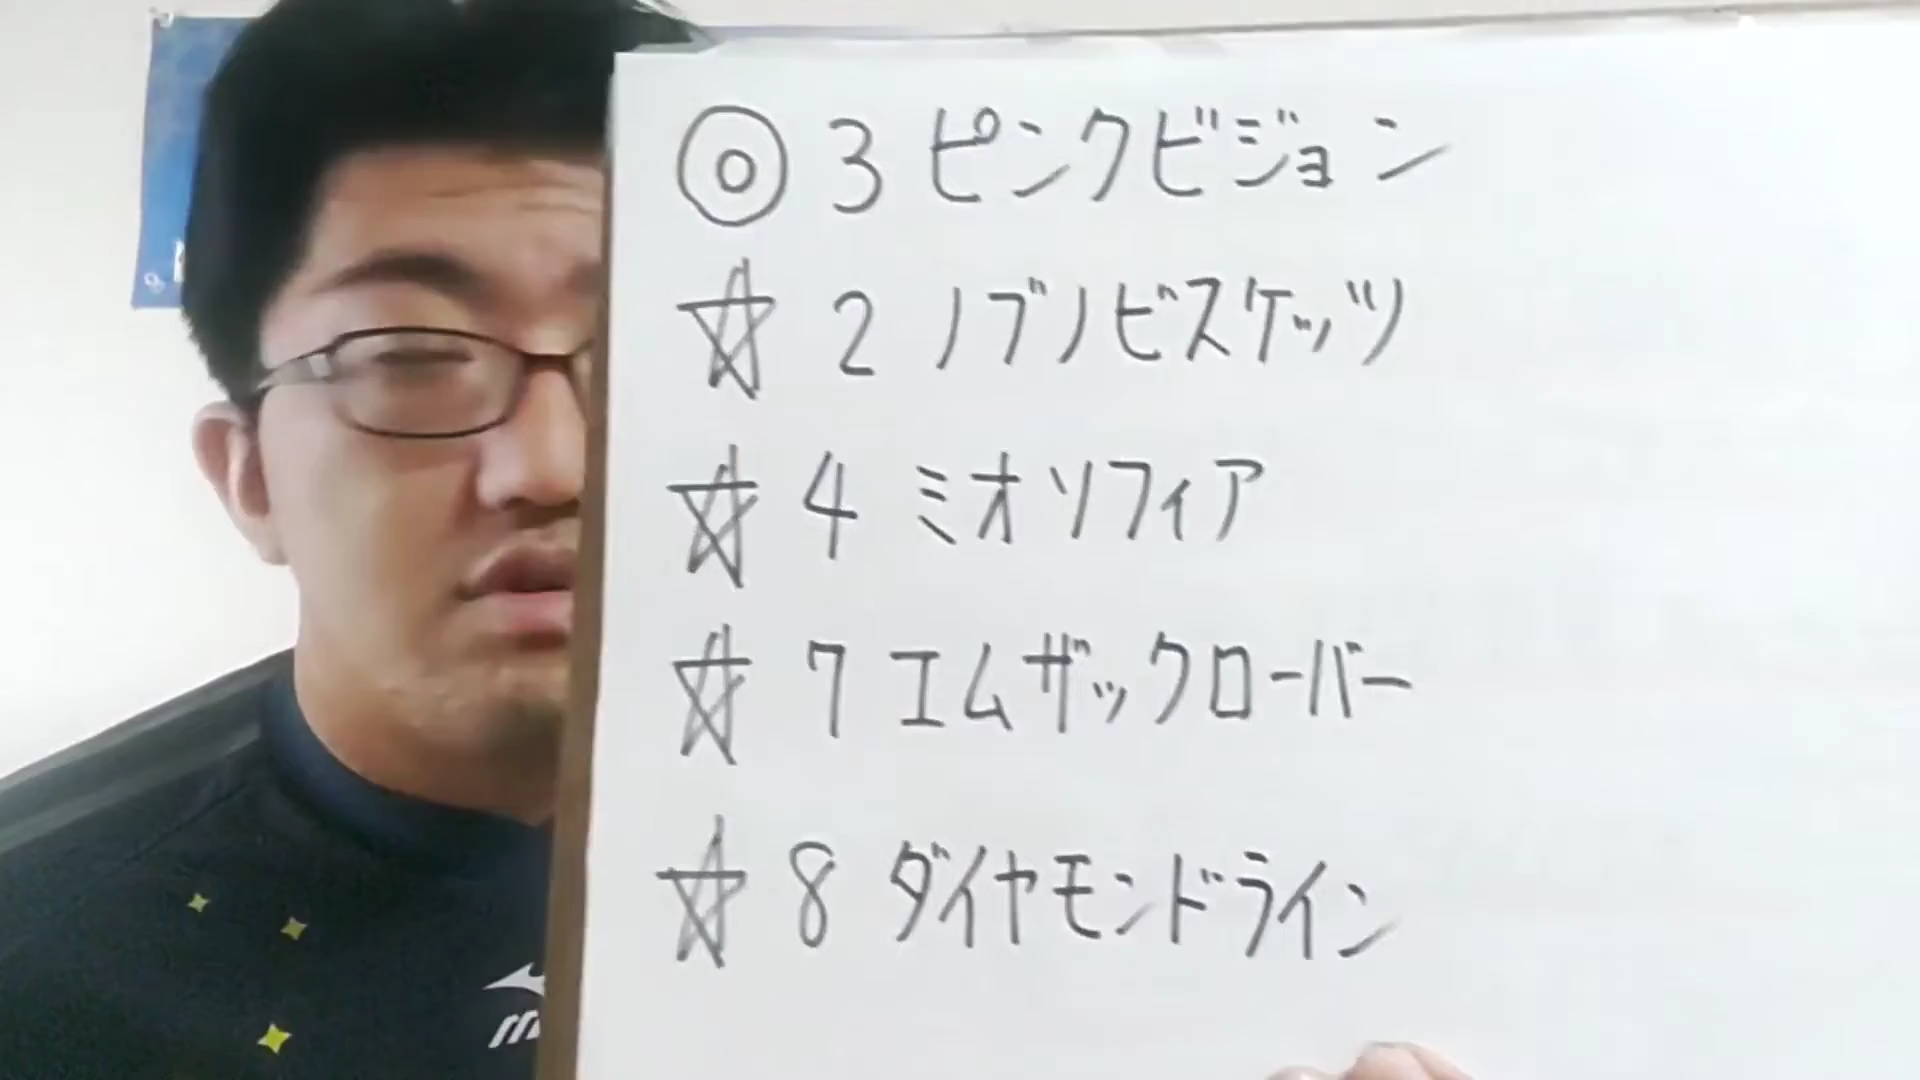 ◎ 3 ピンクビジョン
☆ 2 ノブノビスケッツ
☆ 4 ミオソフィア
☆ 7 エムザックローバー
☆ 8 ダイヤモンドライン